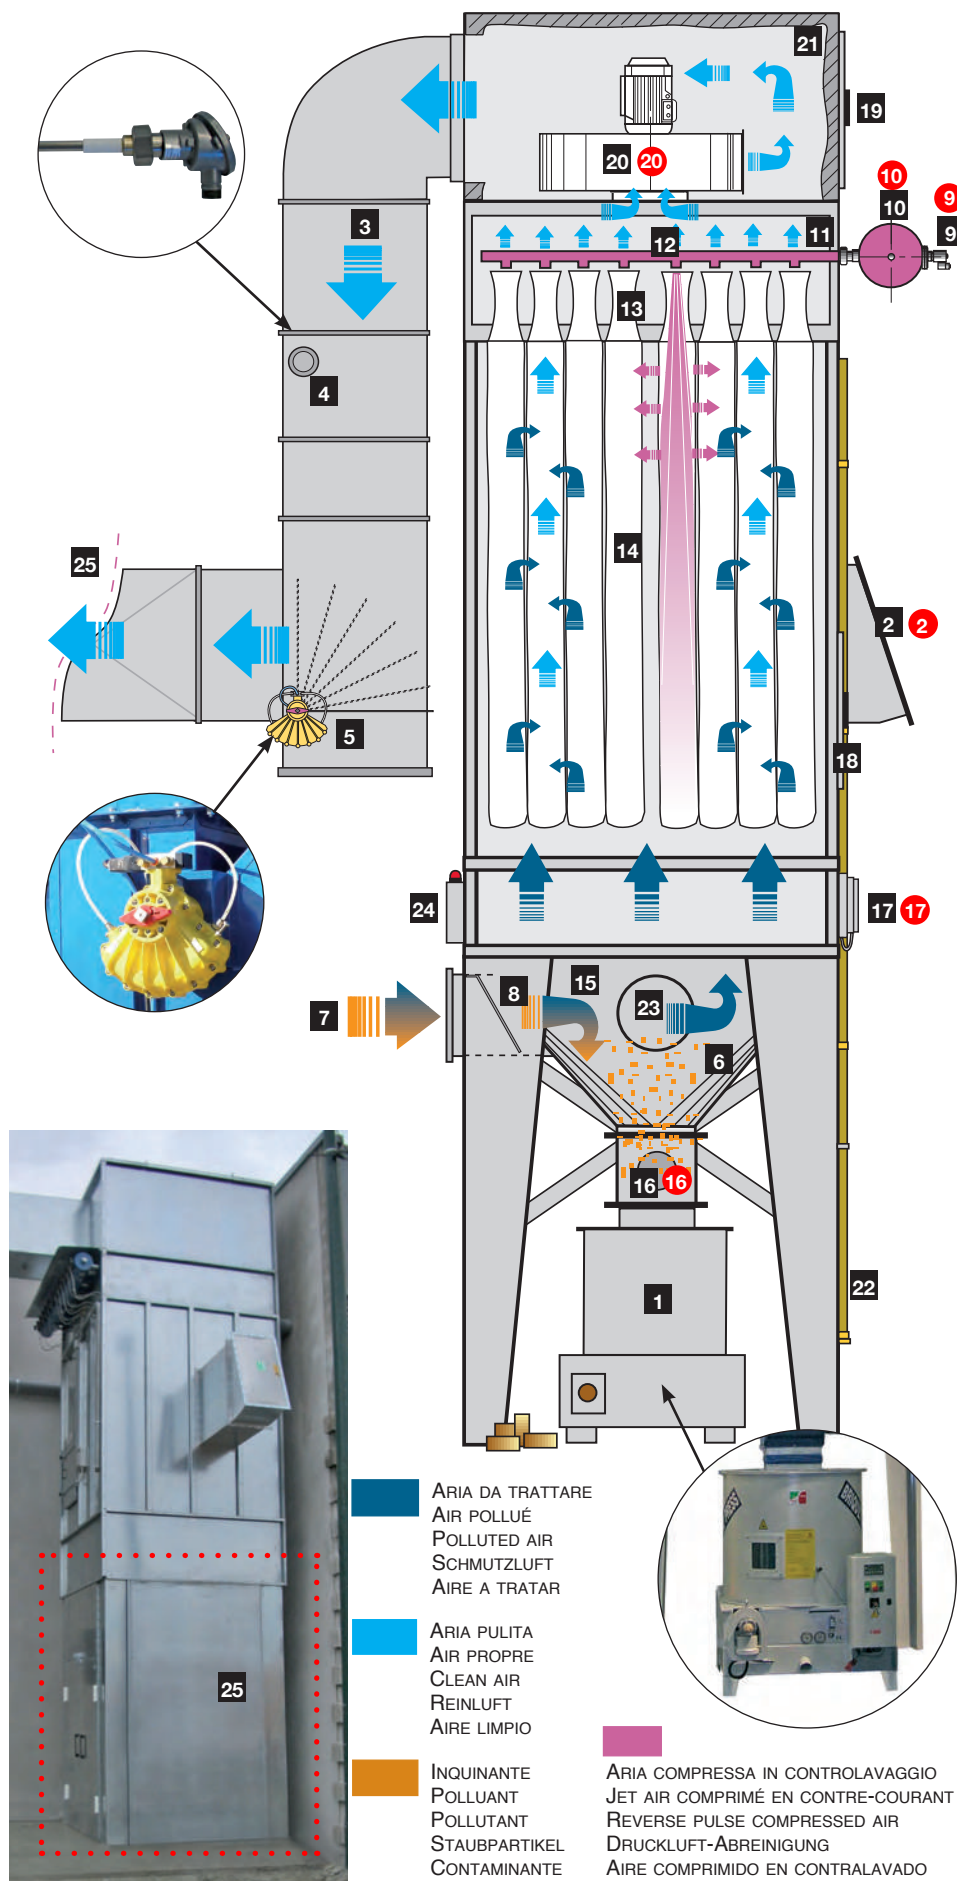 21
19
20 20
10
10
9
9
3
11
12
13
4
14
25
2 2
5
18
24
17 17
7
8
15
23
6
16 16
1
22
25
ARIA DA TRATTARE
AIR POLLUÉ
POLLUTED AIR
SCHMUTZLUFT
AIRE A TRATAR
ARIA PULITA
AIR PROPRE
CLEAN AIR
REINLUFT
AIRE LIMPIO
INQUINANTE
POLLUANT
POLLUTANT
STAUBPARTIKEL
CONTAMINANTE
ARIA COMPRESSA IN CONTROLAVAGGIO
JET AIR COMPRIMÉ EN CONTRE-COURANT
REVERSE PULSE COMPRESSED AIR
DRUCKLUFT-ABREINIGUNG
AIRE COMPRIMIDO EN CONTRALAVADO